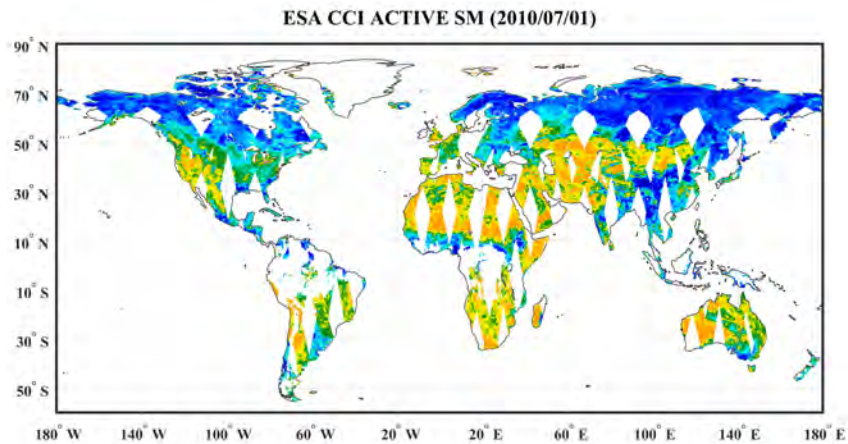 ESA CCI ACTIVE SM (2010/07/01)
90° N
70° N
50° N
30° N
10° N
10° S
30° S
50° S
180° W 140° W 100° W 60° W 20° W 20° E 60° E 100° E 140° E 180° E